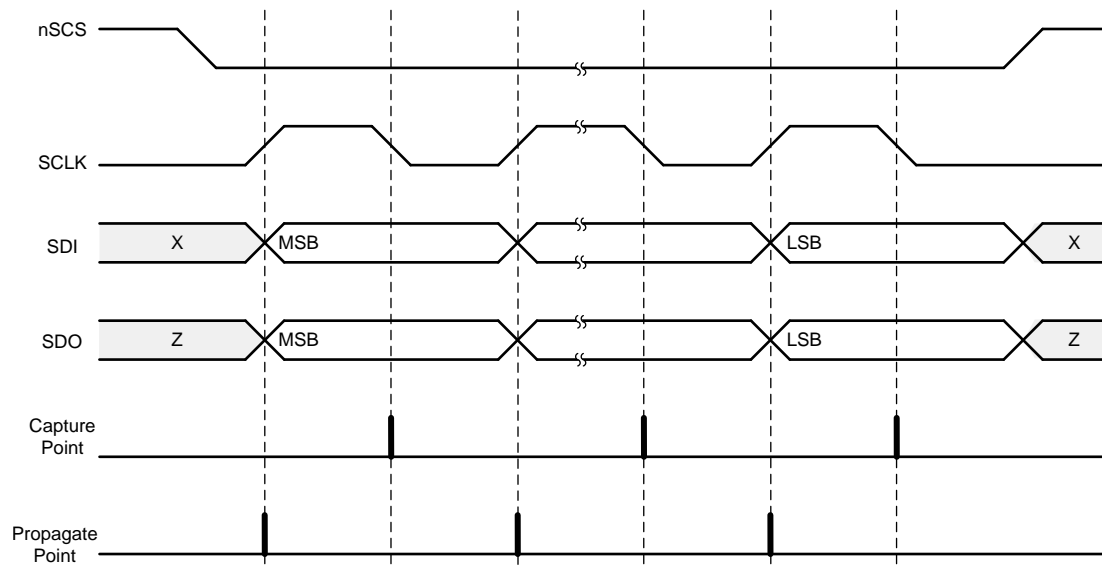 nSCS
SCLK
SDI
X
MSB
LSB
X
SDO
Z
MSB
LSB
Z
Capture
Point
Propagate
Point